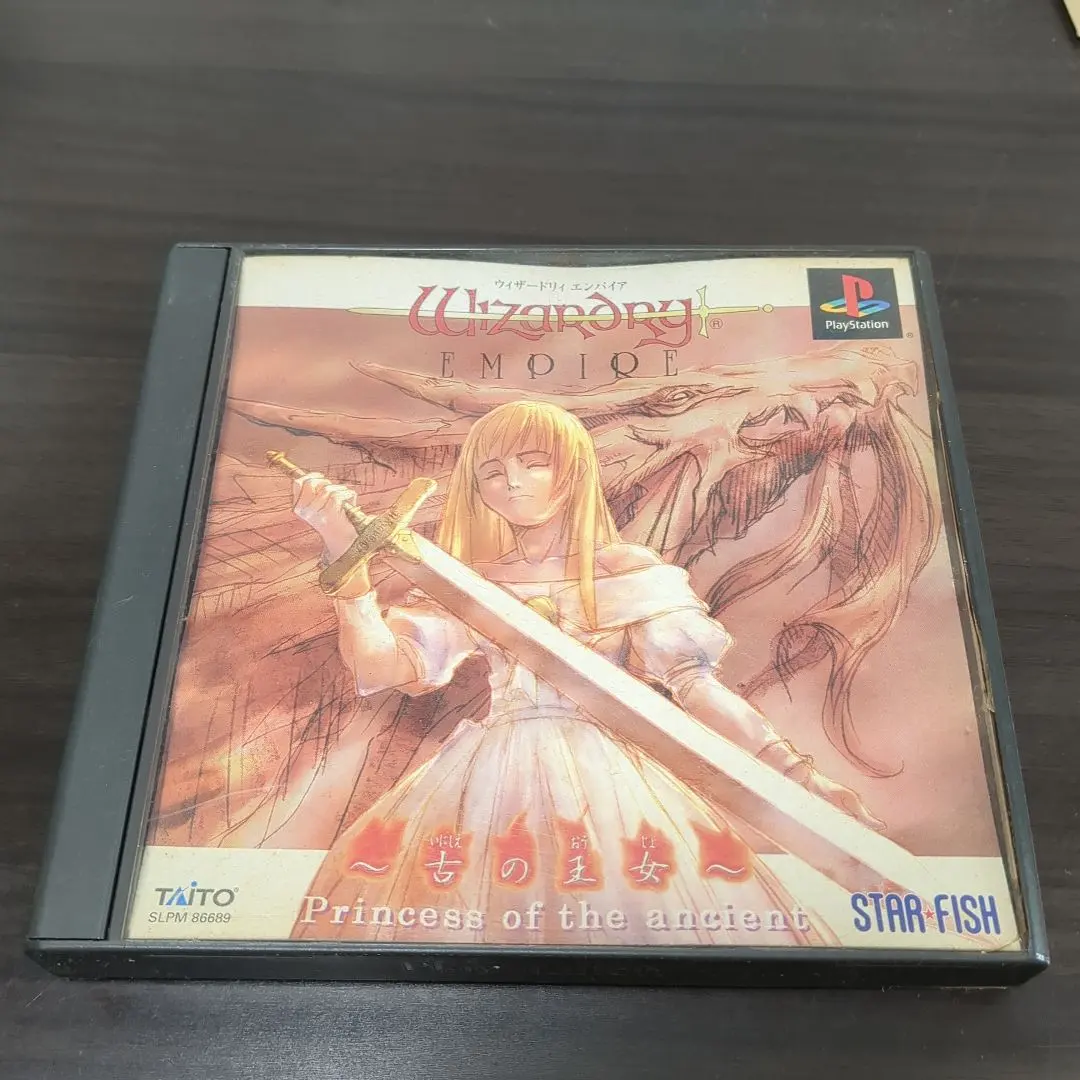 ウィザードリィ エンパイア
Wizardry®
EMPIRE
PlayStation®
いにしえ おう じょ
～古の王女～
Princess of the ancient
TAITO®
SLPM 86689
STAR★FISH